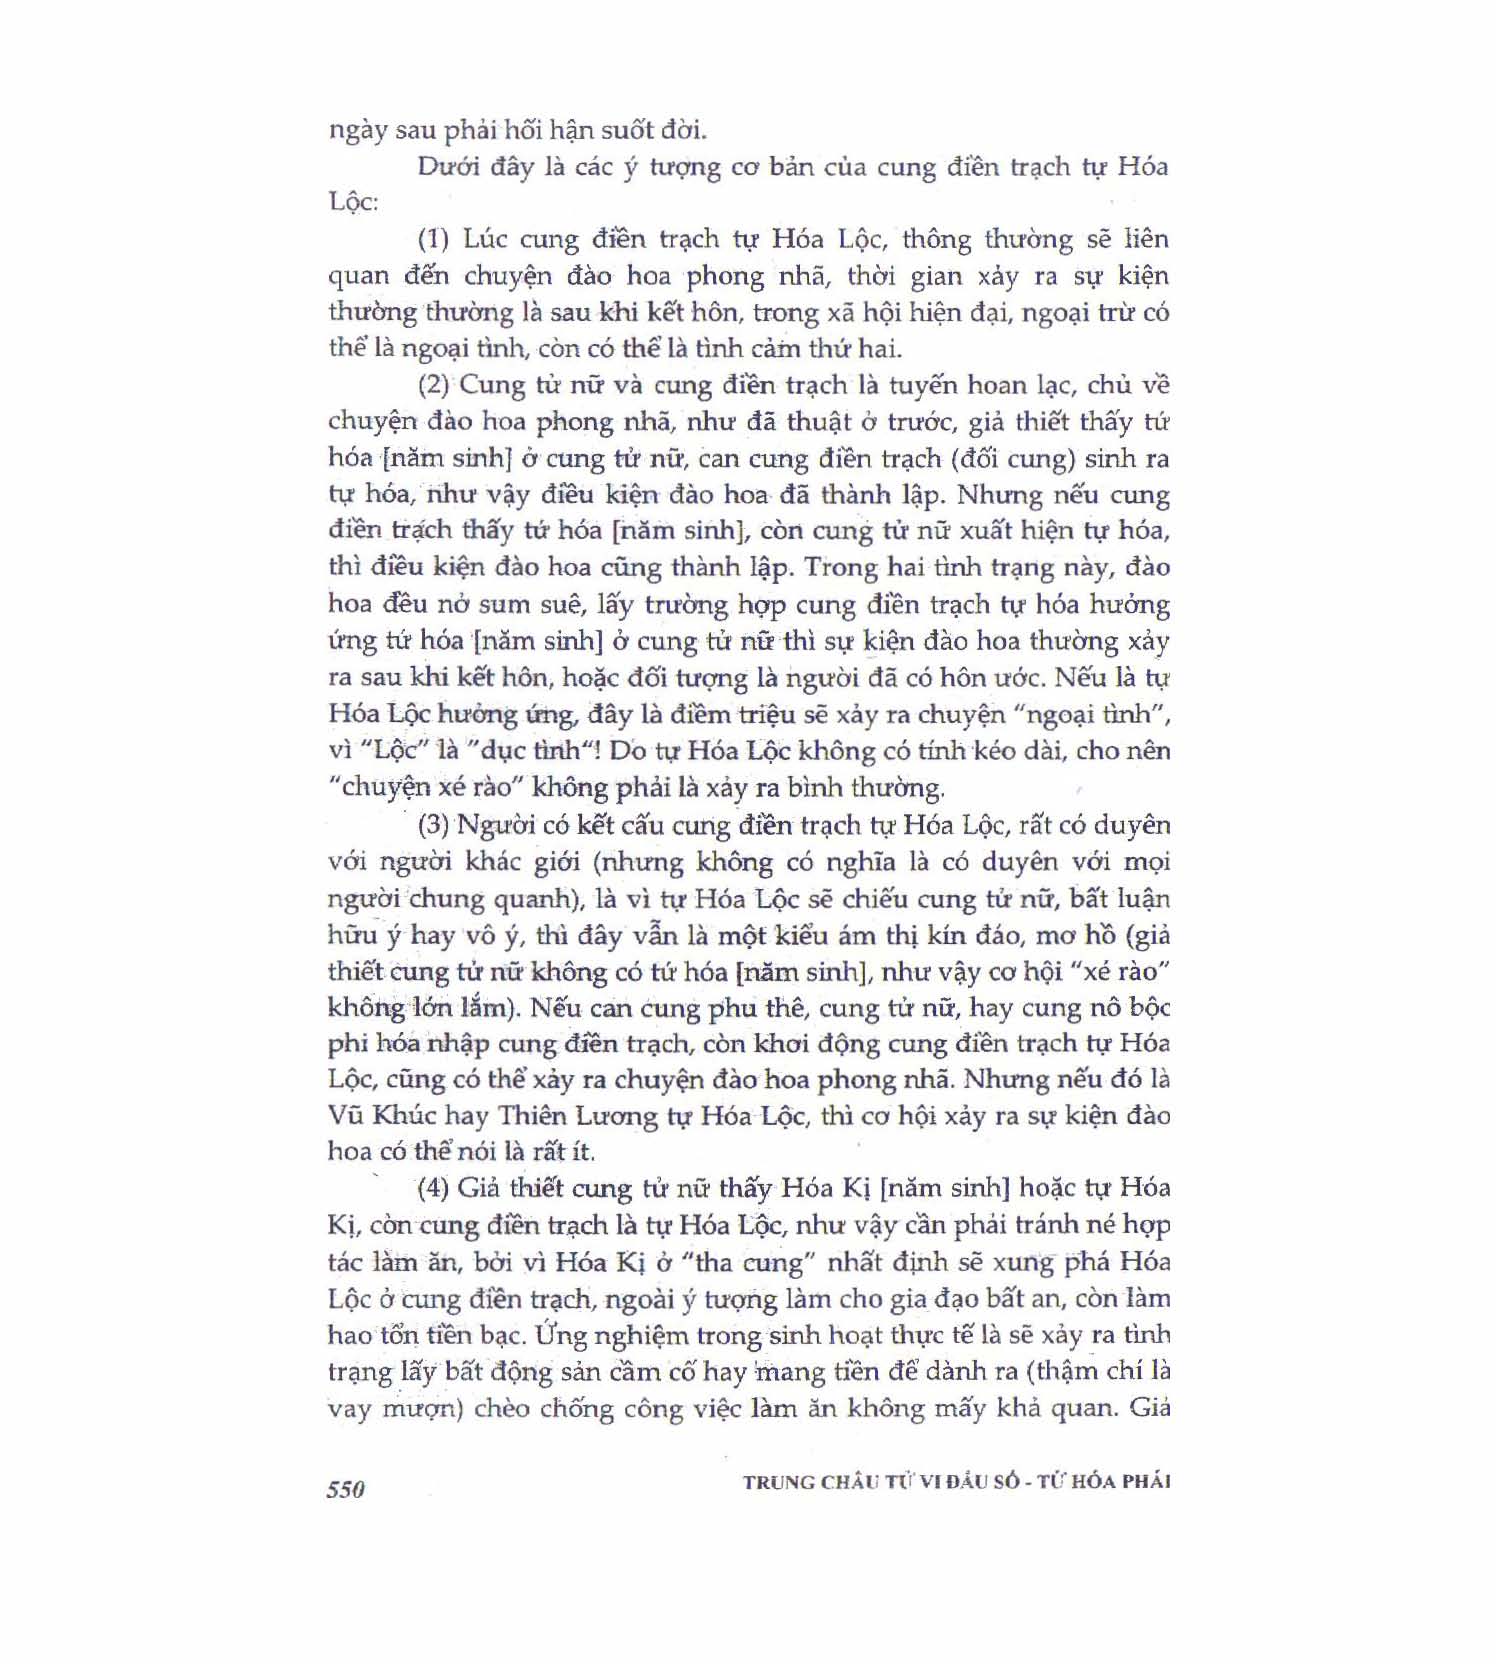 ngày sau phải hối hận suốt đời.
Dưới đây là các ý tượng cơ bản của cung điền trạch tự Hóa
Lộc:
(1) Lúc cung điền trạch tự Hóa Lộc, thông thường sẽ liên
quan đến chuyện đào hoa phong nhã, thời gian xảy ra sự kiện
thường thường là sau khi kết hôn, trong xã hội hiện đại, ngoại trừ có
thể là ngoại tình, còn có thể là tình cảm thứ hai.
(2) Cung tử nữ và cung điền trạch là tuyến hoan lạc, chủ về
chuyện đào hoa phong nhã, như đã thuật ở trước, giả thiết thấy tứ
hóa [năm sinh] ở cung tử nữ, can cung điền trạch (đối cung) sinh ra
tự hóa, như vậy điều kiện đào hoa đã thành lập. Nhưng nếu cung
điền trạch thấy tứ hóa [năm sinh], còn cung tử nữ xuất hiện tự hóa,
thì điều kiện đào hoa cũng thành lập. Trong hai tình trạng này, đào
hoa đều nở sum suê, lấy trường hợp cung điền trạch tự hóa hưởng
ứng tứ hóa [năm sinh] ở cung tử nữ thì sự kiện đào hoa thường xảy
ra sau khi kết hôn, hoặc đối tượng là người đã có hôn ước. Nếu là tự
Hóa Lộc hưởng ứng, đây là điềm triệu sẽ xảy ra chuyện "ngoại tình",
vì "Lộc" là "dục tình"! Do tự Hóa Lộc không có tính kéo dài, cho nên
"chuyện xé rào" không phải là xảy ra bình thường.
(3) Người có kết cấu cung điền trạch tự Hóa Lộc, rất có duyên
với người khác giới (nhưng không có nghĩa là có duyên với mọi
người chung quanh), là vì tự Hóa Lộc sẽ chiếu cung tử nữ, bất luận
hữu ý hay vô ý, thì đây vẫn là một kiểu ám thị kín đáo, mơ hồ (giả
thiết cung tử nữ không có tứ hóa [năm sinh], như vậy cơ hội "xé rào"
không lớn lắm). Nếu can cung phu thê, cung tử nữ, hay cung nô bộc
phi hóa nhập cung điền trạch, còn khơi động cung điền trạch tự Hóa
Lộc, cũng có thể xảy ra chuyện đào hoa phong nhã. Nhưng nếu đó là
Vũ Khúc hay Thiên Lương tự Hóa Lộc, thì cơ hội xảy ra sự kiện đào
hoa có thể nói là rất ít.
(4) Giả thiết cung tử nữ thấy Hóa Kị [năm sinh] hoặc tự Hóa
Kị, còn cung điền trạch là tự Hóa Lộc, như vậy cần phải tránh né hợp
tác làm ăn, bởi vì Hóa Kị ở "tha cung" nhất định sẽ xung phá Hóa
Lộc ở cung điền trạch, ngoài ý tượng làm cho gia đạo bất an, còn làm
hao tổn tiền bạc. Ứng nghiệm trong sinh hoạt thực tế là sẽ xảy ra tình
trạng lấy bất động sản cầm cố hay mang tiền để dành ra (thậm chí là
vay mượn) chèo chống công việc làm ăn không mấy khả quan. Giả
550
TRUNG CHÂU TỬ VI ĐẨU SỐ - TỨ HÓA PHÁI